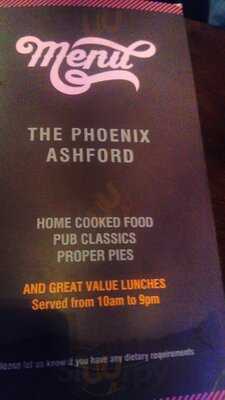 Menu
THE PHOENIX
ASHFORD
HOME COOKED FOOD
PUB CLASSICS
PROPER PIES
AND GREAT VALUE LUNCHES
Served from 10am to 9pm
Please let us know if you have any dietary requirements